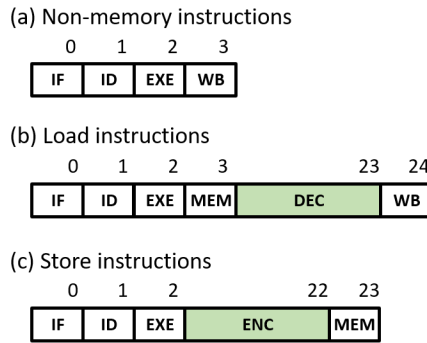 (a) Non-memory instructions
0 1 2 3
IF ID EXE WB
(b) Load instructions
0 1 2 3 23 24
IF ID EXE MEM DEC WB
(c) Store instructions
0 1 2 22 23
IF ID EXE ENC MEM